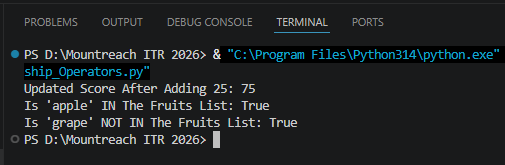 PROBLEMS OUTPUT DEBUG CONSOLE TERMINAL PORTS
PS D:\Mountreach ITR 2026> & "C:\Program Files\Python314\python.exe"
ship_Operators.py"
Updated Score After Adding 25: 75
Is 'apple' IN The Fruits List: True
Is 'grape' NOT IN The Fruits List: True
PS D:\Mountreach ITR 2026>